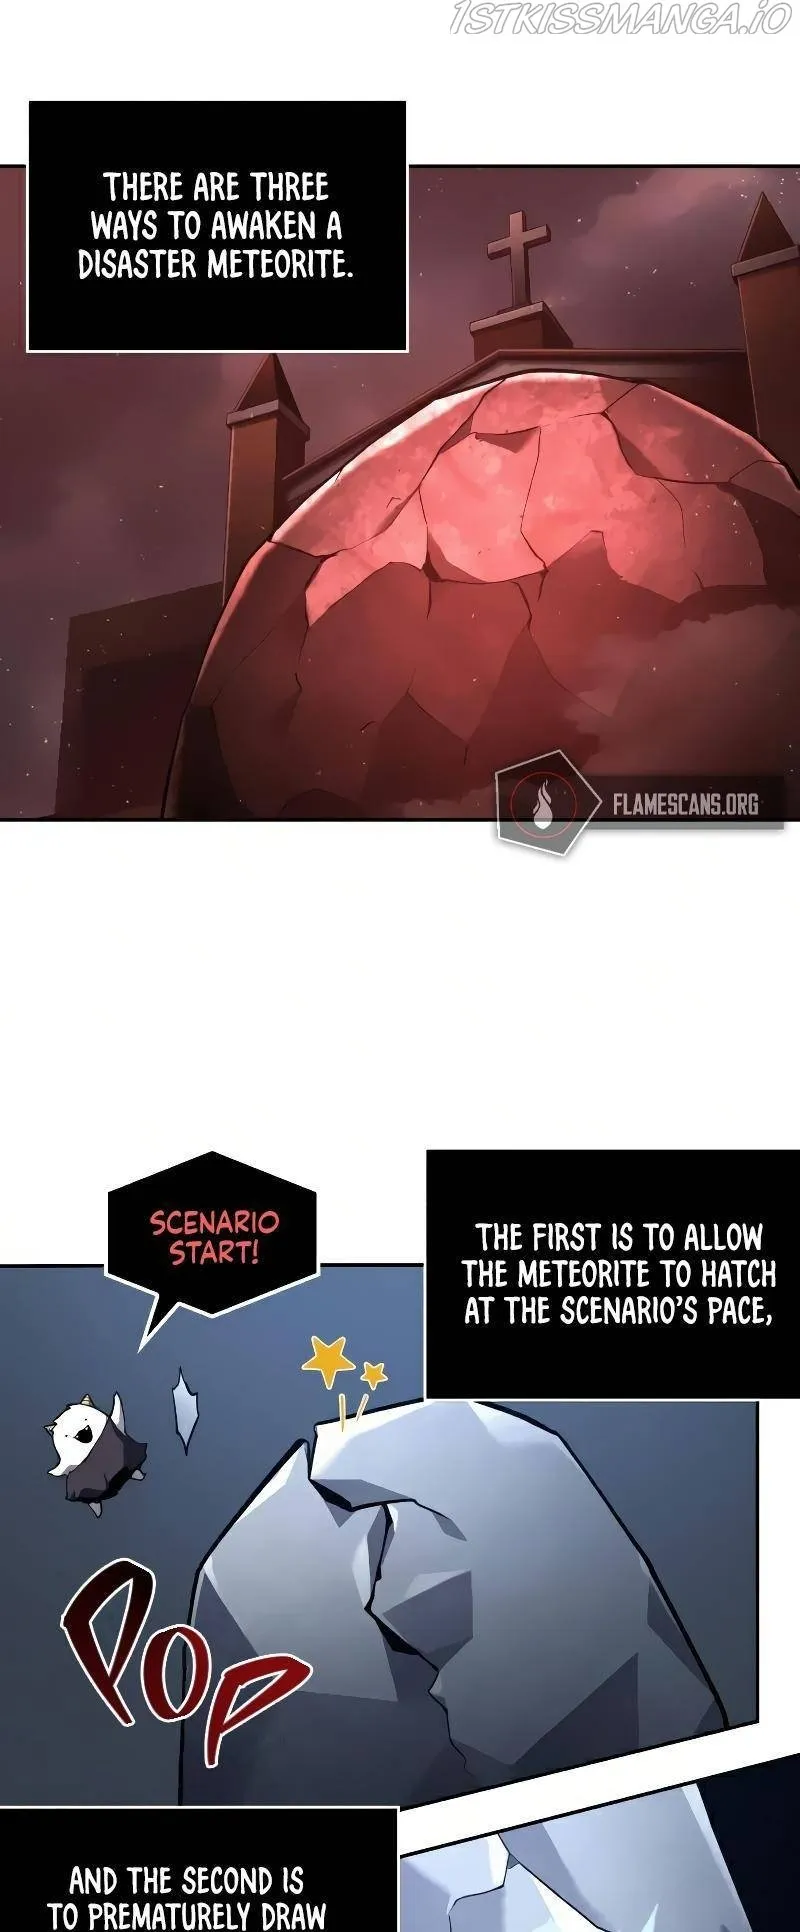 1STKISSMANGA.IO
THERE ARE THREE
WAYS TO AWAKEN A
DISASTER METEORITE.
FLAMESCANS.ORG
SCENARIO
START!
THE FIRST IS TO ALLOW
THE METEORITE TO HATCH
AT THE SCENARIO'S PACE,
POP
AND THE SECOND IS
TO PREMATURELY DRAW